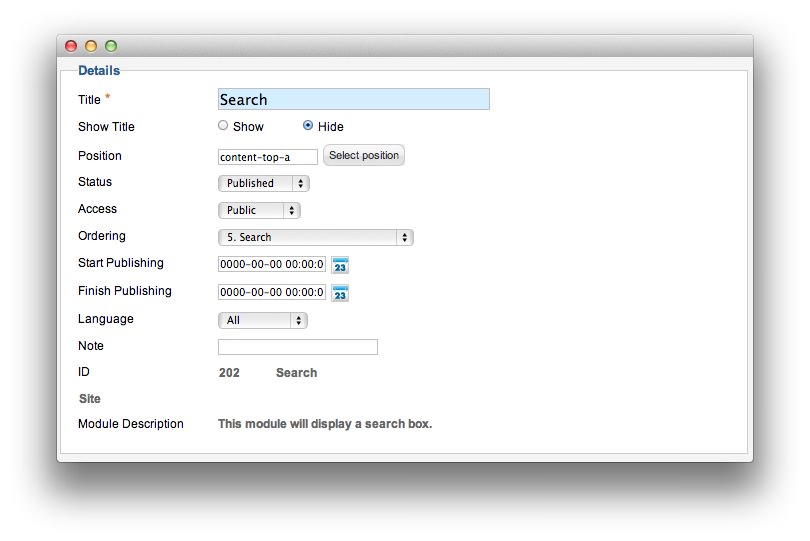 Details
Title * Search
Show Title Show Hide
Position content-top-a Select position
Status Published
Access Public
Ordering 5. Search
Start Publishing 0000-00-00 00:00:0 23
Finish Publishing 0000-00-00 00:00:0 23
Language All
Note
ID 202 Search
Site
Module Description This module will display a search box.